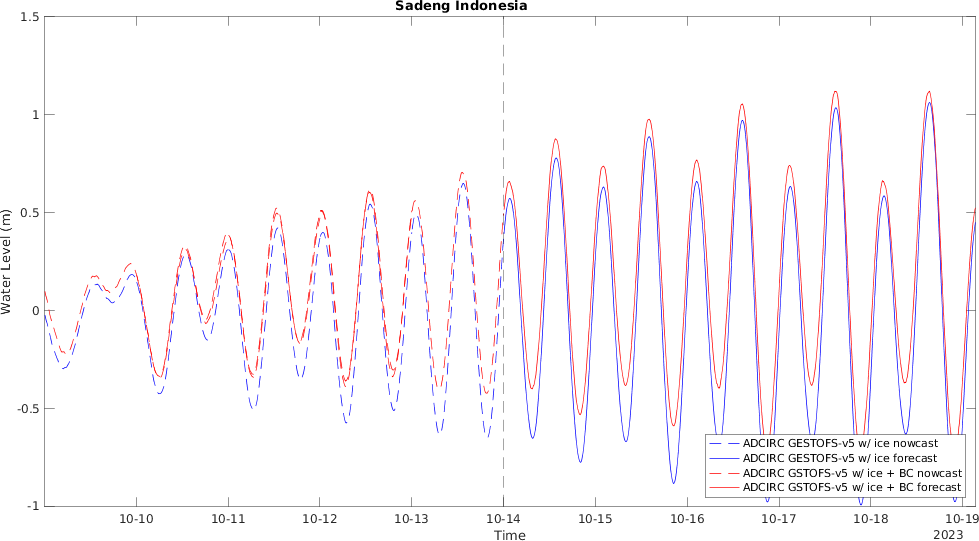 Sadeng Indonesia
1.5
1
0.5
0
-0.5
-1
Water Level (m)
ADCIRC GESTOFS-v5 w/ ice nowcast
ADCIRC GESTOFS-v5 w/ ice forecast
ADCIRC GSTOFS-v5 w/ ice + BC nowcast
ADCIRC GSTOFS-v5 w/ ice + BC forecast
10-10 10-11 10-12 10-13 10-14 10-15 10-16 10-17 10-18 10-19
Time
2023